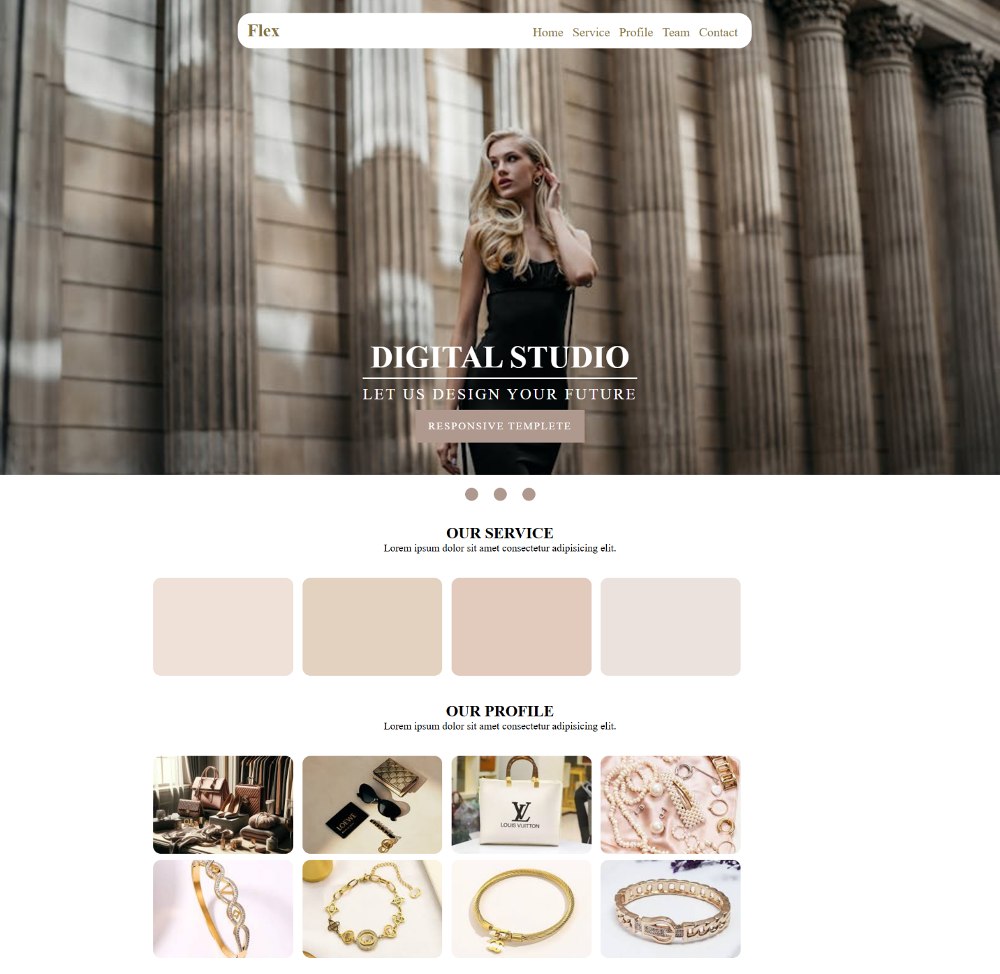 Flex
Home Service Profile Team Contact
DIGITAL STUDIO
LET US DESIGN YOUR FUTURE
RESPONSIVE TEMPLETE
OUR SERVICE
Lorem ipsum dolor sit amet consectetur adipisicing elit.
OUR PROFILE
Lorem ipsum dolor sit amet consectetur adipisicing elit.
LOEWE
LV
LOUIS VUITTON